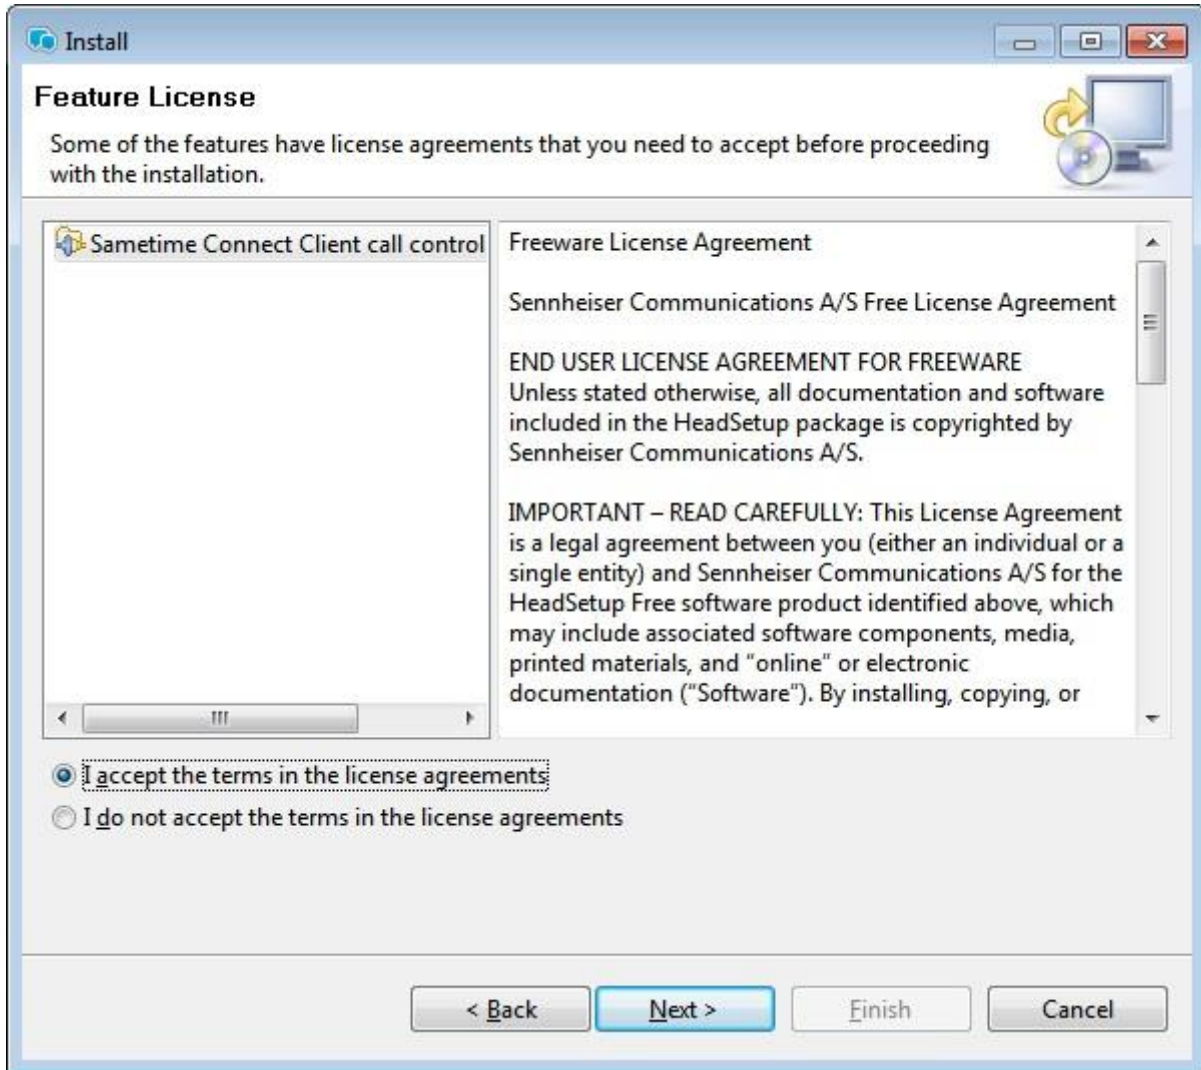 Install
Feature License
Some of the features have license agreements that you need to accept before proceeding
with the installation.
Sametime Connect Client call control
Freeware License Agreement
Sennheiser Communications A/S Free License Agreement
END USER LICENSE AGREEMENT FOR FREEWARE
Unless stated otherwise, all documentation and software
included in the HeadSetup package is copyrighted by
Sennheiser Communications A/S.
IMPORTANT – READ CAREFULLY: This License Agreement
is a legal agreement between you (either an individual or a
single entity) and Sennheiser Communications A/S for the
HeadSetup Free software product identified above, which
may include associated software components, media,
printed materials, and “online” or electronic
documentation (“Software”). By installing, copying, or
I accept the terms in the license agreements
I do not accept the terms in the license agreements
< Back
Next >
Finish
Cancel